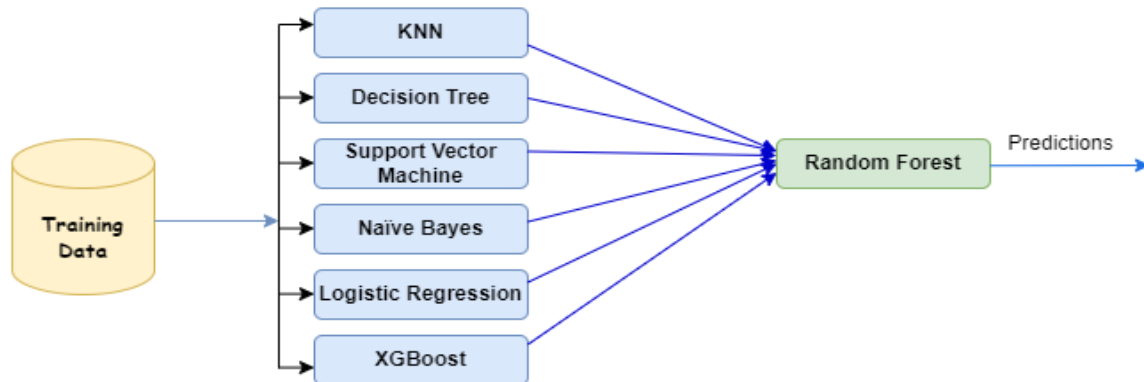 KNN
Decision Tree
Support Vector
Machine
Naïve Bayes
Logistic Regression
XGBoost
Training
Data
Random Forest
Predictions